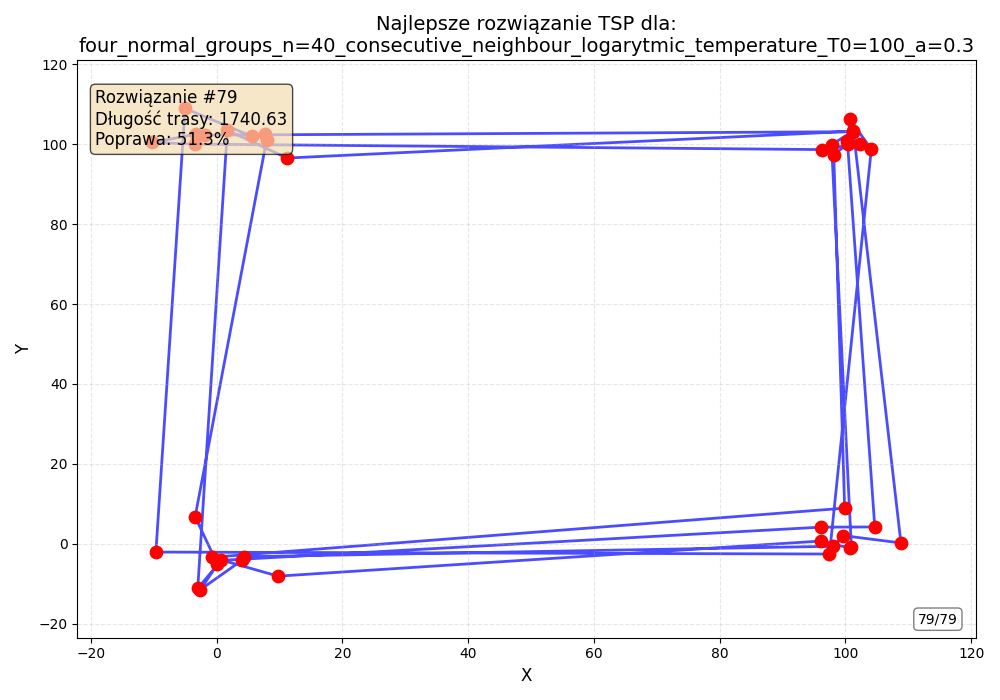 Najlepsze rozwiązanie TSP dla:
four_normal_groups_n=40_consecutive_neighbour_logarytmic_temperature_T0=100_a=0.3
120
100
80
60
40
20
0
−20
Y
Rozwiązanie #79
Długość trasy: 1740.63
Poprawa: 51.3%
79/79
−20
0
20
40
60
80
100
120
X